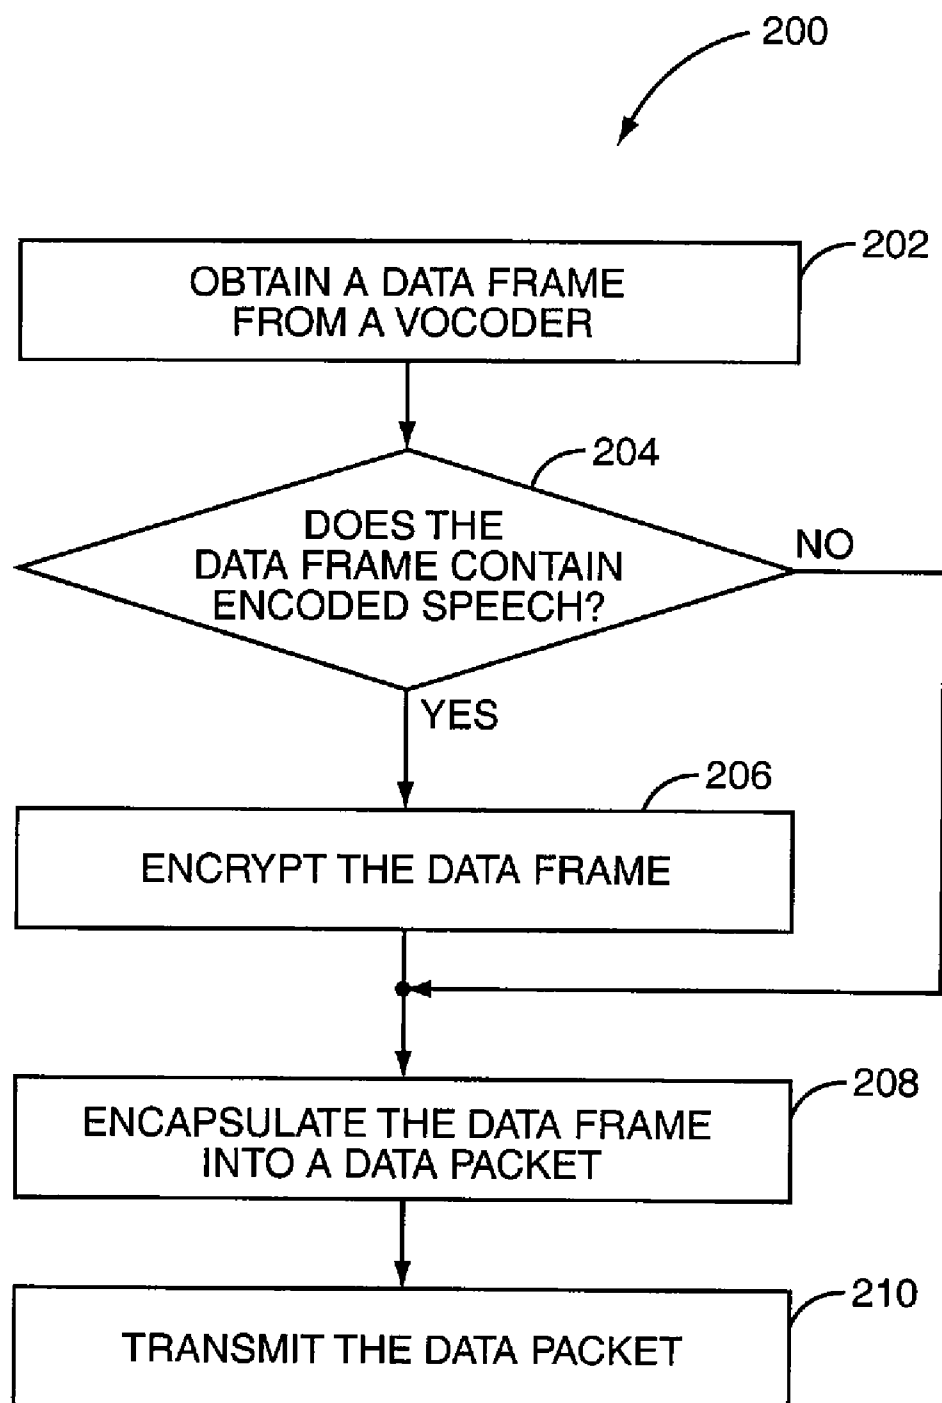 200
202
OBTAIN A DATA FRAME
FROM A VOCODER
204
DOES THE
DATA FRAME CONTAIN
ENCODED SPEECH?
NO
YES
206
ENCRYPT THE DATA FRAME
208
ENCAPSULATE THE DATA FRAME
INTO A DATA PACKET
210
TRANSMIT THE DATA PACKET